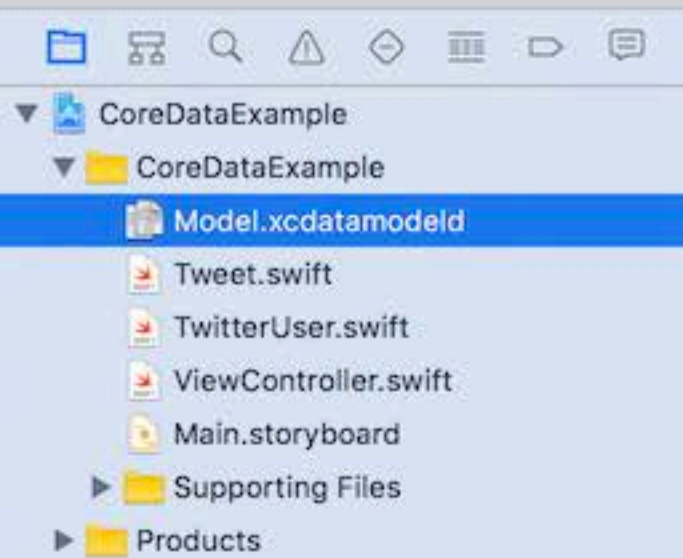 CoreDataExample
CoreDataExample
Model.xcdatamodeld
Tweet.swift
TwitterUser.swift
ViewController.swift
Main.storyboard
Supporting Files
Products